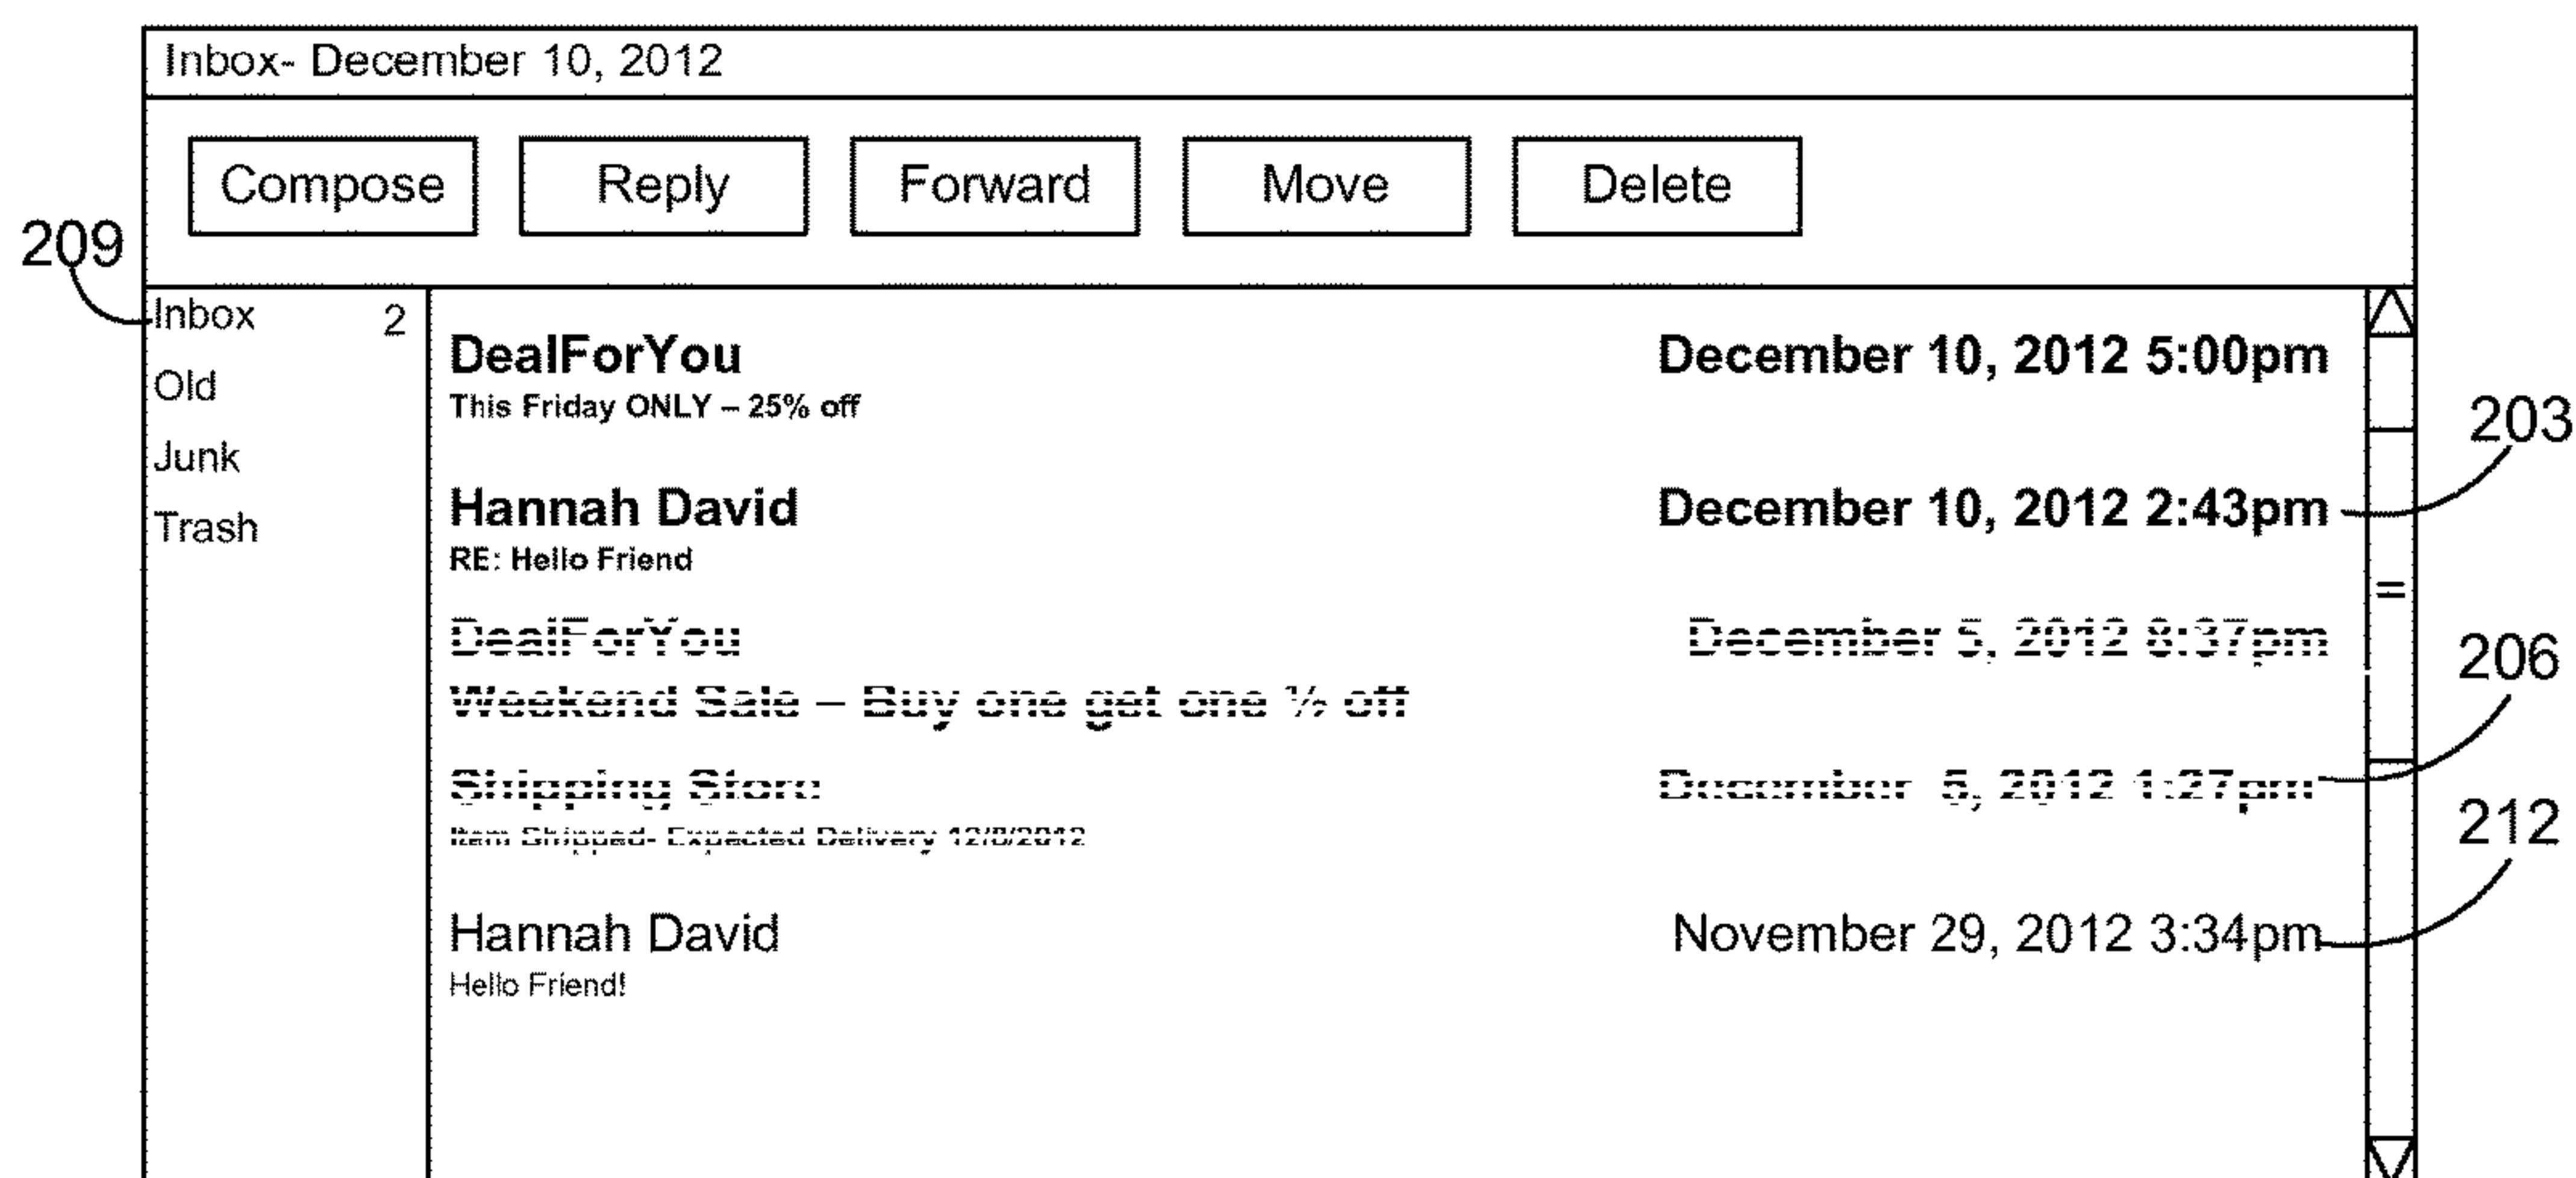 Inbox- December 10, 2012
Compose Reply Forward Move Delete
209
Inbox 2
Old
Junk
Trash
DealForYou December 10, 2012 5:00pm
This Friday ONLY – 25% off
203
Hannah David December 10, 2012 2:43pm
RE: Hello Friend
DealForYou December 5, 2012 8:37pm
206
Weekend Sale – Buy one get one ½ off
Shipping Store December 5, 2012 1:27pm
212
Item Shipped- Expected Delivery 12/8/2012
Hannah David November 29, 2012 3:34pm
Hello Friend!